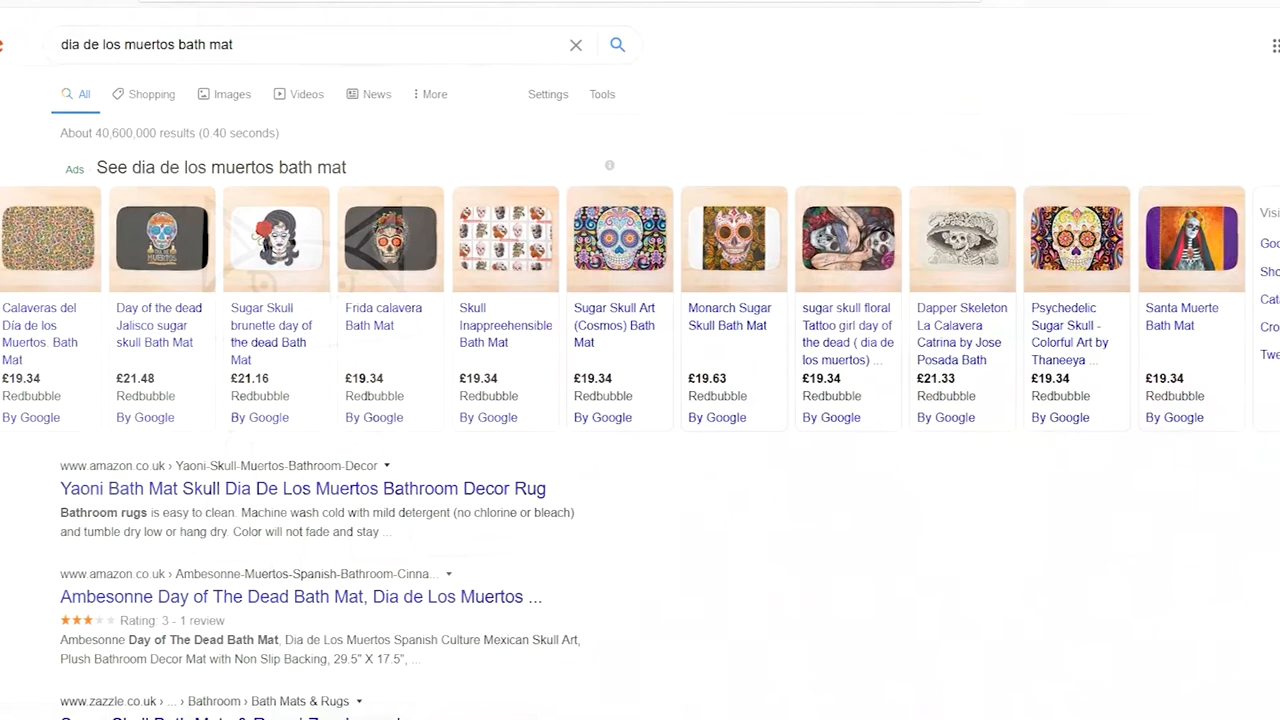 dia de los muertos bath mat
All
Shopping
Images
Videos
News
More
Settings
Tools
About 40,600,000 results (0.40 seconds)
Ads · See dia de los muertos bath mat
Calaveras del
Día de los
Muertos. Bath
Mat
£19.34
Redbubble
By Google
Day of the dead
Jalisco sugar
skull Bath Mat
£21.48
Redbubble
By Google
Sugar Skull
brunette day of
the dead Bath
Mat
£21.16
Redbubble
By Google
Frida calavera
Bath Mat
£19.34
Redbubble
By Google
Skull
Inappreehensible
Bath Mat
£19.34
Redbubble
By Google
Sugar Skull Art
(Cosmos) Bath
Mat
£19.34
Redbubble
By Google
Monarch Sugar
Skull Bath Mat
£19.63
Redbubble
By Google
sugar skull floral
Tattoo girl day of
the dead ( dia de
los muertos) ...
£19.34
Redbubble
By Google
Dapper Skeleton
La Calavera
Catrina by Jose
Posada Bath
£21.33
Redbubble
By Google
Psychedelic
Sugar Skull -
Colorful Art by
Thaneeya ...
£19.34
Redbubble
By Google
Santa Muerte
Bath Mat
£19.34
Redbubble
By Google
www.amazon.co.uk › Yaoni-Skull-Muertos-Bathroom-Decor
Yaoni Bath Mat Skull Dia De Los Muertos Bathroom Decor Rug
Bathroom rugs is easy to clean. Machine wash cold with mild detergent (no chlorine or bleach)
and tumble dry low or hang dry. Color will not fade and stay ...
www.amazon.co.uk › Ambesonne-Muertos-Spanish-Bathroom-Cinna...
Ambesonne Day of The Dead Bath Mat, Dia de Los Muertos ...
Rating: 3 - 1 review
Ambesonne Day of The Dead Bath Mat, Dia de Los Muertos Spanish Culture Mexican Skull Art,
Plush Bathroom Decor Mat with Non Slip Backing, 29.5" X 17.5", ...
www.zazzle.co.uk › ... › Bathroom › Bath Mats & Rugs